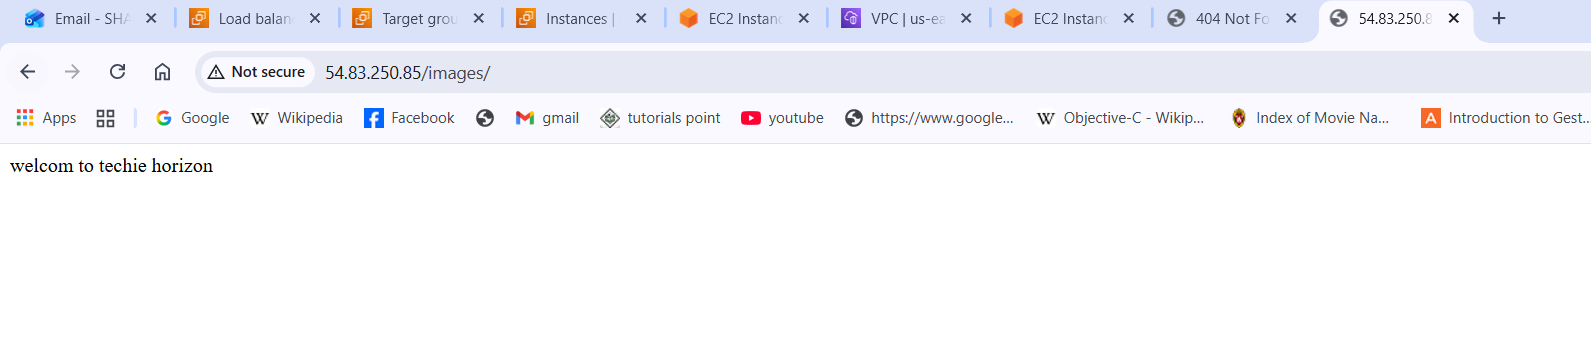 Email - SHA
Load balan
Target grou
Instances |
EC2 Instan
VPC | us-ea
EC2 Instan
404 Not Fo
54.83.250.8
Not secure
54.83.250.85/images/
Apps
Google
Wikipedia
Facebook
gmail
tutorials point
youtube
https://www.google...
Objective-C - Wikip...
Index of Movie Na...
Introduction to Gest...
welcom to techie horizon